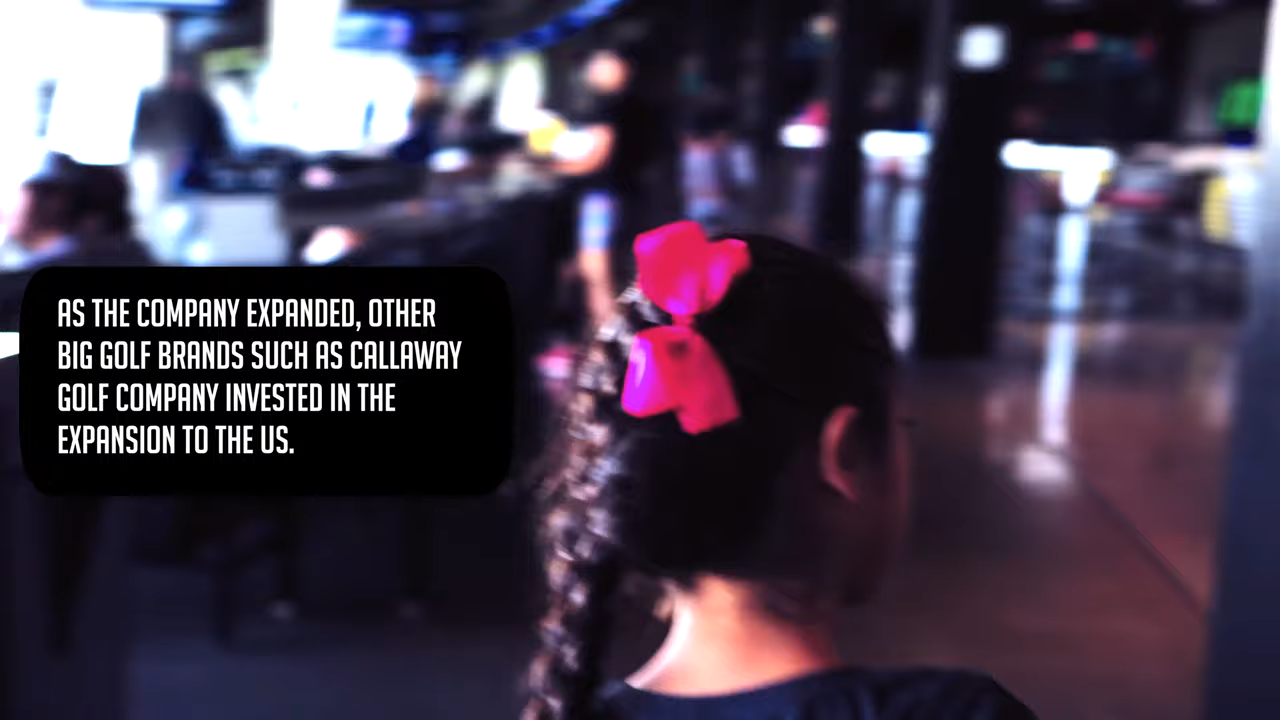 AS THE COMPANY EXPANDED, OTHER
BIG GOLF BRANDS SUCH AS CALLAWAY
GOLF COMPANY INVESTED IN THE
EXPANSION TO THE US.